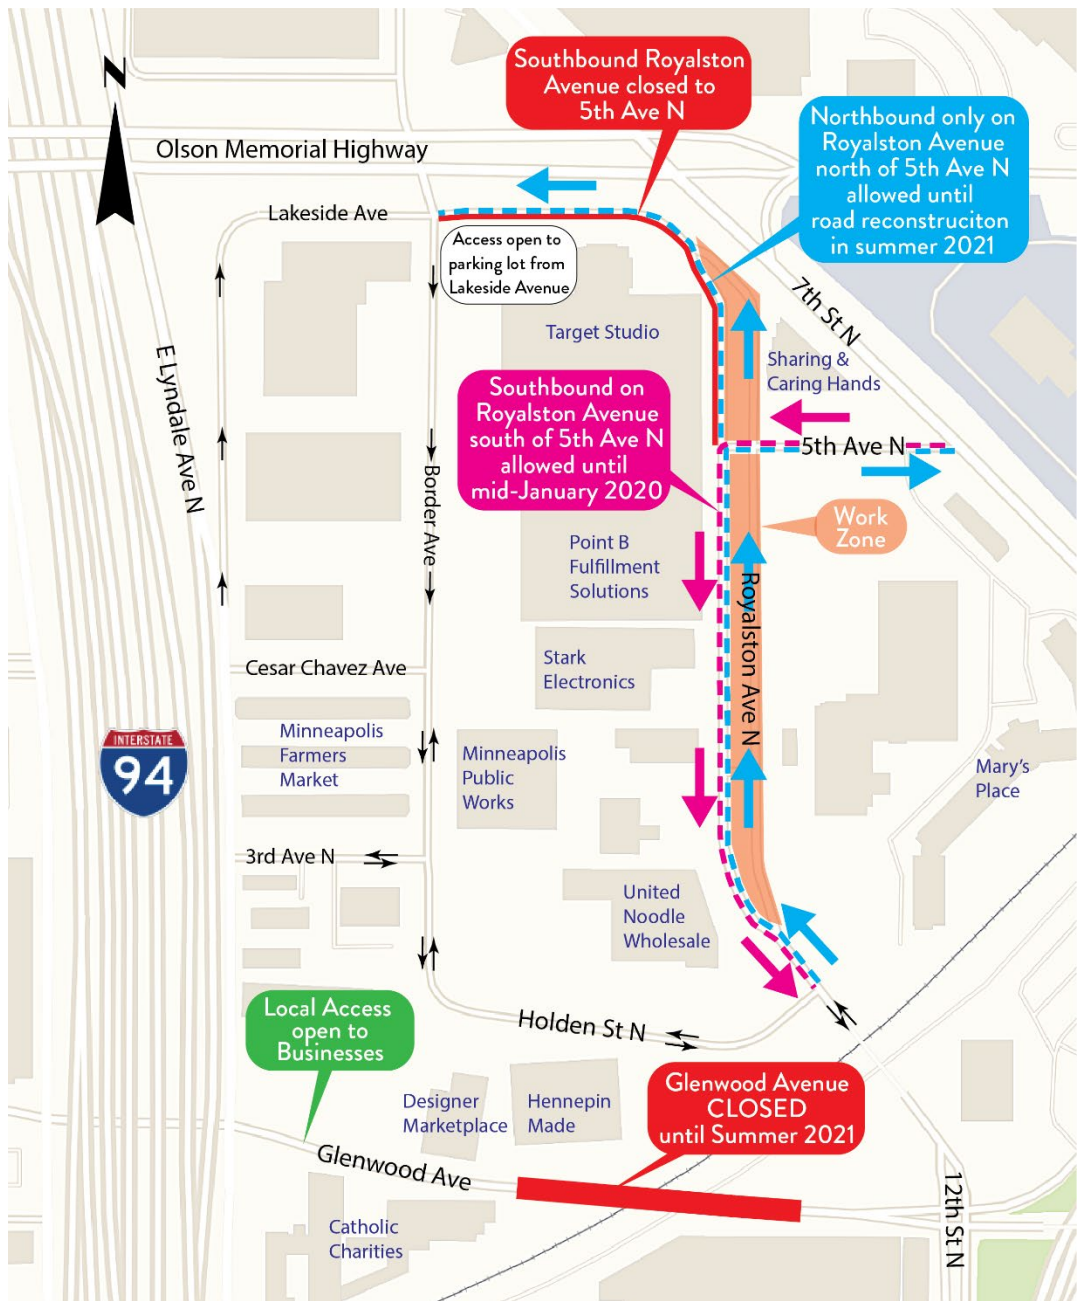 N
Southbound Royalston
Avenue closed to
5th Ave N
Northbound only on
Royalston Avenue
north of 5th Ave N
allowed until
road reconstruciton
in summer 2021
Olson Memorial Highway
Lakeside Ave
Access open to
parking lot from
Lakeside Avenue
7th St N
Target Studio
Sharing &
Caring Hands
E Lyndale Ave N
Southbound on
Royalston Avenue
south of 5th Ave N
allowed until
mid-January 2020
5th Ave N
Border Ave
Work
Zone
Point B
Fulfillment
Solutions
Royalston Ave N
Stark
Electronics
Cesar Chavez Ave
INTERSTATE
94
Minneapolis
Farmers
Market
Minneapolis
Public
Works
Mary's
Place
3rd Ave N
United
Noodle
Wholesale
Local Access
open to
Businesses
Holden St N
Designer
Marketplace
Hennepin
Made
Glenwood Avenue
CLOSED
until Summer 2021
Glenwood Ave
12th St N
Catholic
Charities